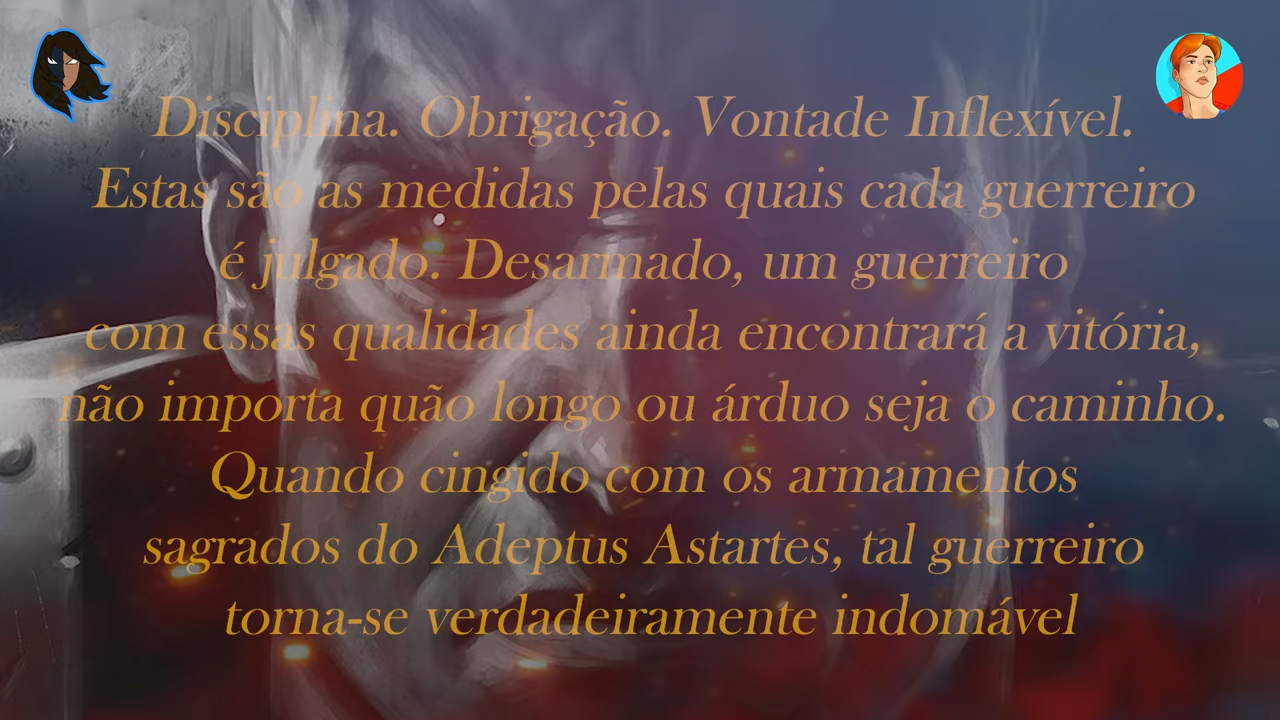 Disciplina. Obrigação. Vontade Inflexível.
Estas são as medidas pelas quais cada guerreiro
é julgado. Desarmado, um guerreiro
com essas qualidades ainda encontrará a vitória,
não importa quão longo ou árduo seja o caminho.
Quando cingido com os armamentos
sagrados do Adeptus Astartes, tal guerreiro
torna-se verdadeiramente indomável